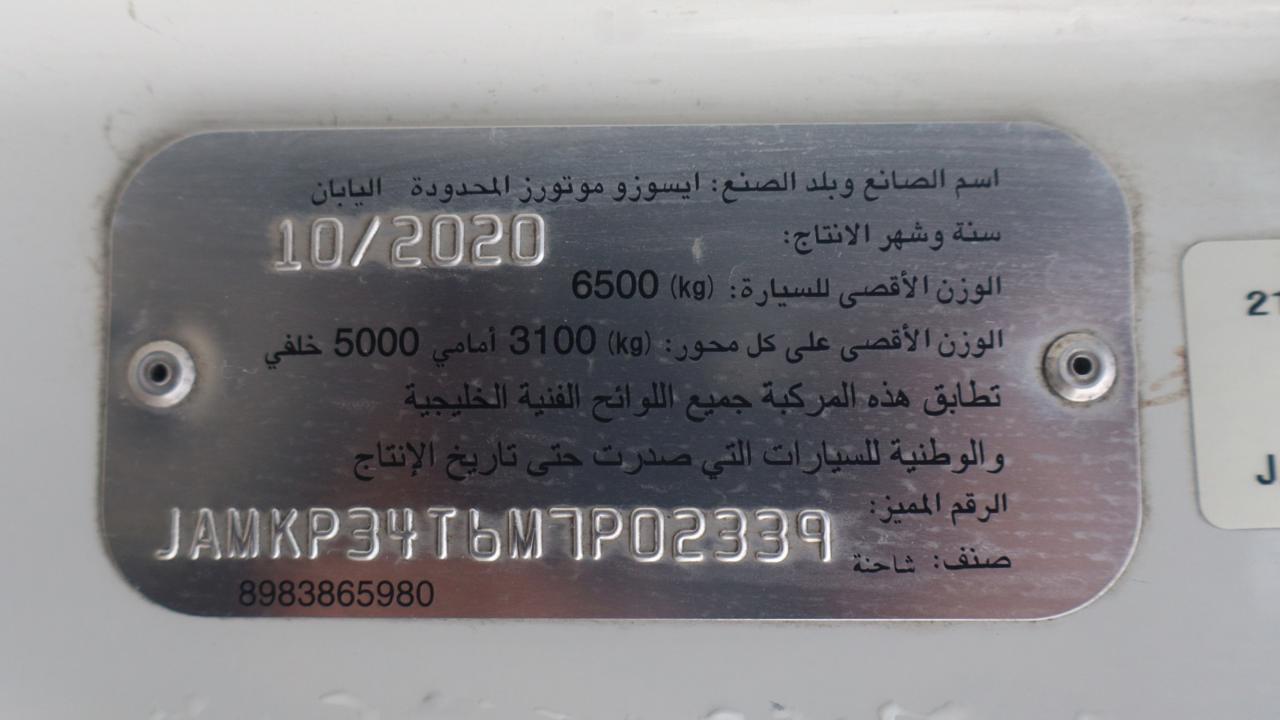 اسم الصانع وبلد الصنع: ايسوزو موتورز المحدودة اليابان
سنة وشهر الانتاج: 10/2020
الوزن الأقصى للسيارة: (kg) 6500
الوزن الأقصى على كل محور: (kg) 3100 أمامي 5000 خلفي
تطابق هذه المركبة جميع اللوائح الفنية الخليجية
والوطنية للسيارات التي صدرت حتى تاريخ الإنتاج
الرقم المميز: JAMKP34T6M7P02339
صنف: شاحنة
8983865980
21
J